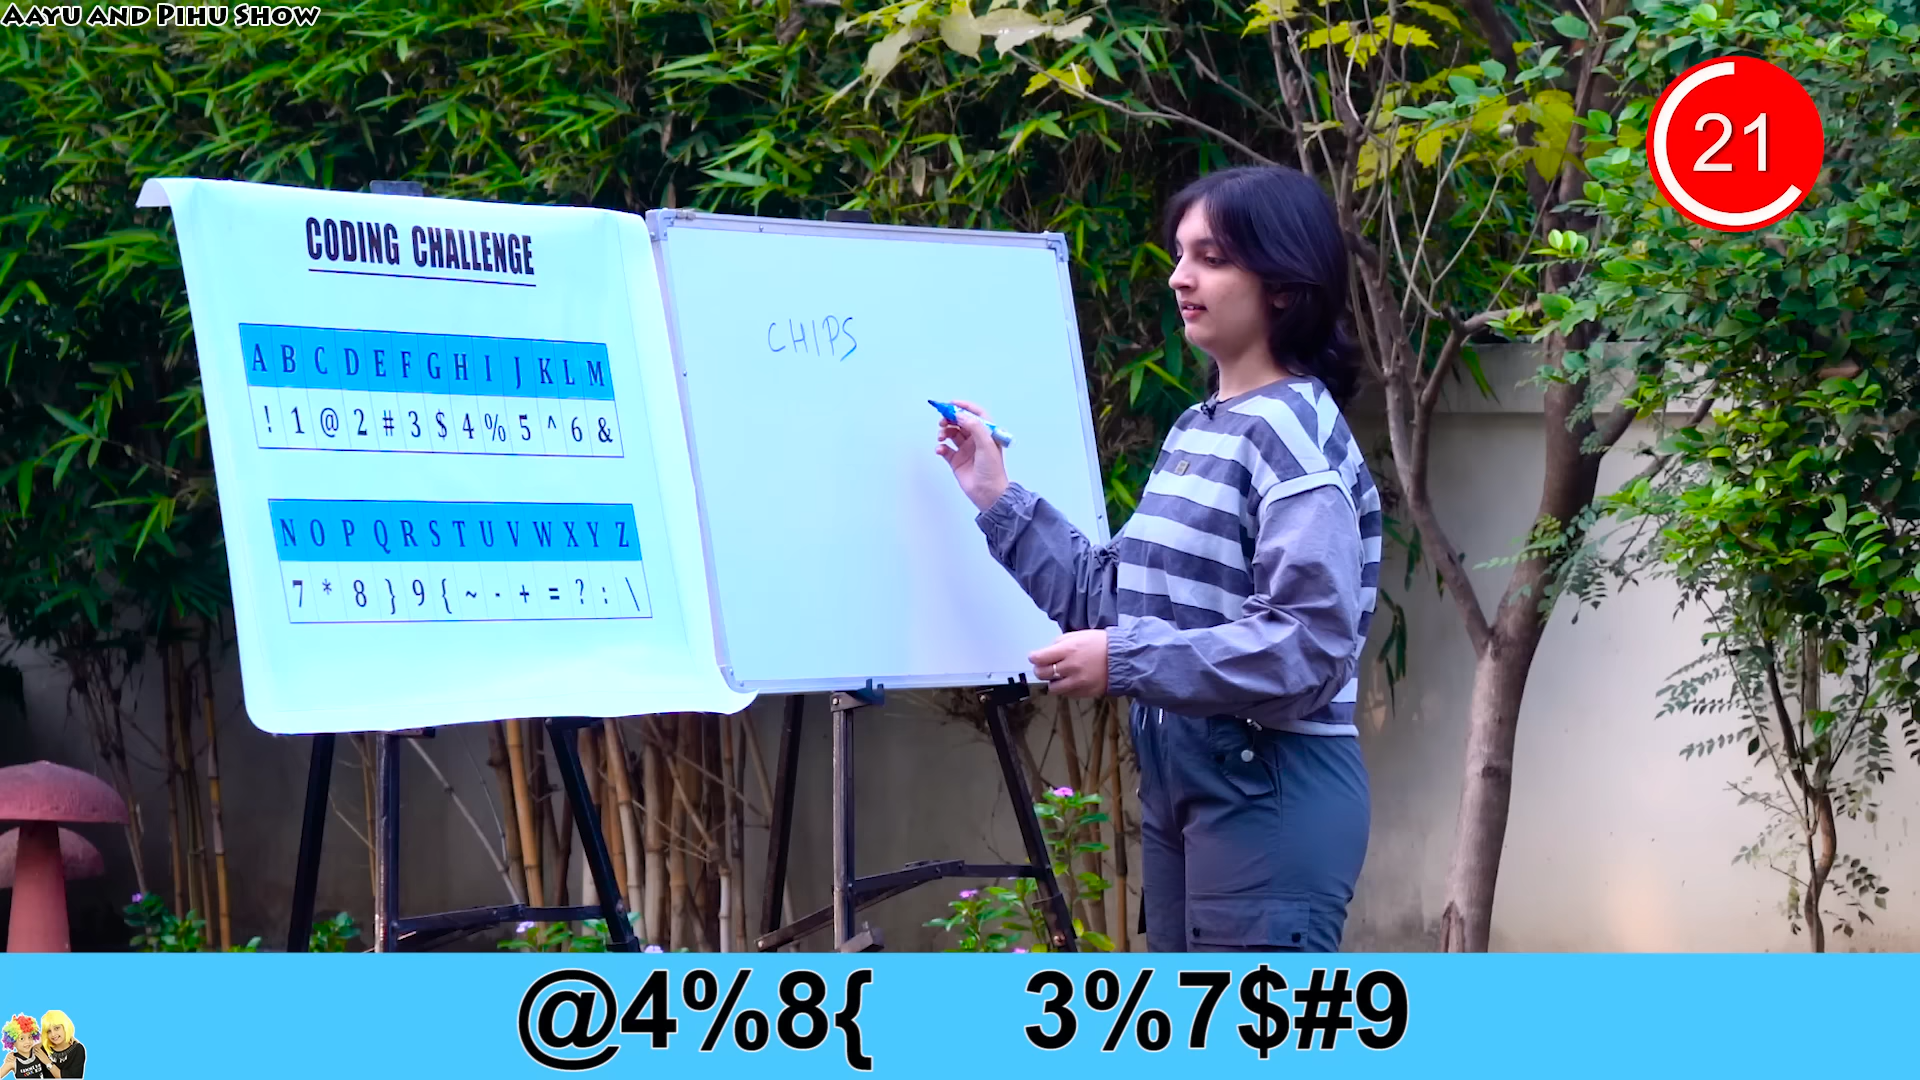 AAYU AND PIHU SHOW
21
CODING CHALLENGE
A B C D E F G H I J K L M
! 1 @ 2 # 3 $ 4 % 5 ^ 6 &
N O P Q R S T U V W X Y Z
7 * 8 } 9 { ~ - + = ? : \
CHIPS
@4%8{ 3%7$#9